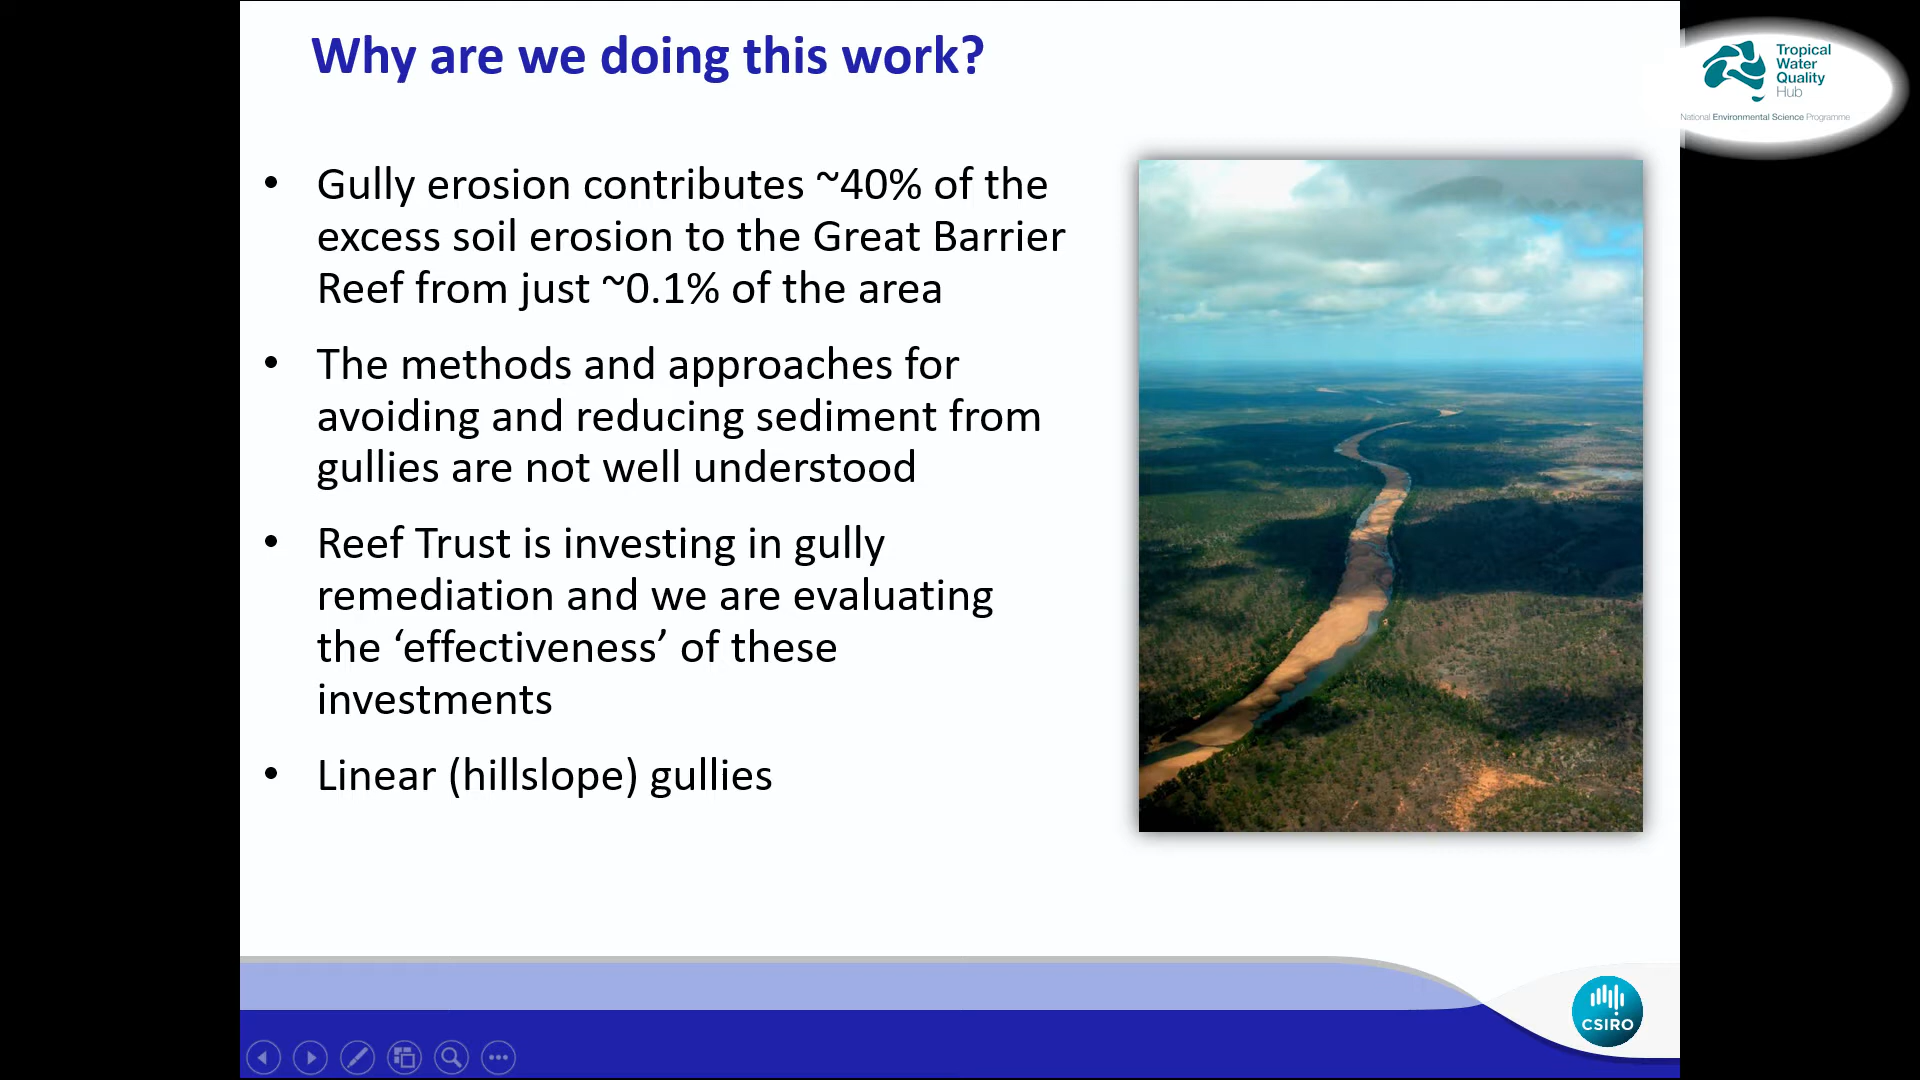 Why are we doing this work?
Tropical
Water
Quality
Hub
National Environmental Science Programme
• Gully erosion contributes ~40% of the
excess soil erosion to the Great Barrier
Reef from just ~0.1% of the area
• The methods and approaches for
avoiding and reducing sediment from
gullies are not well understood
• Reef Trust is investing in gully
remediation and we are evaluating
the ‘effectiveness’ of these
investments
• Linear (hillslope) gullies
CSIRO